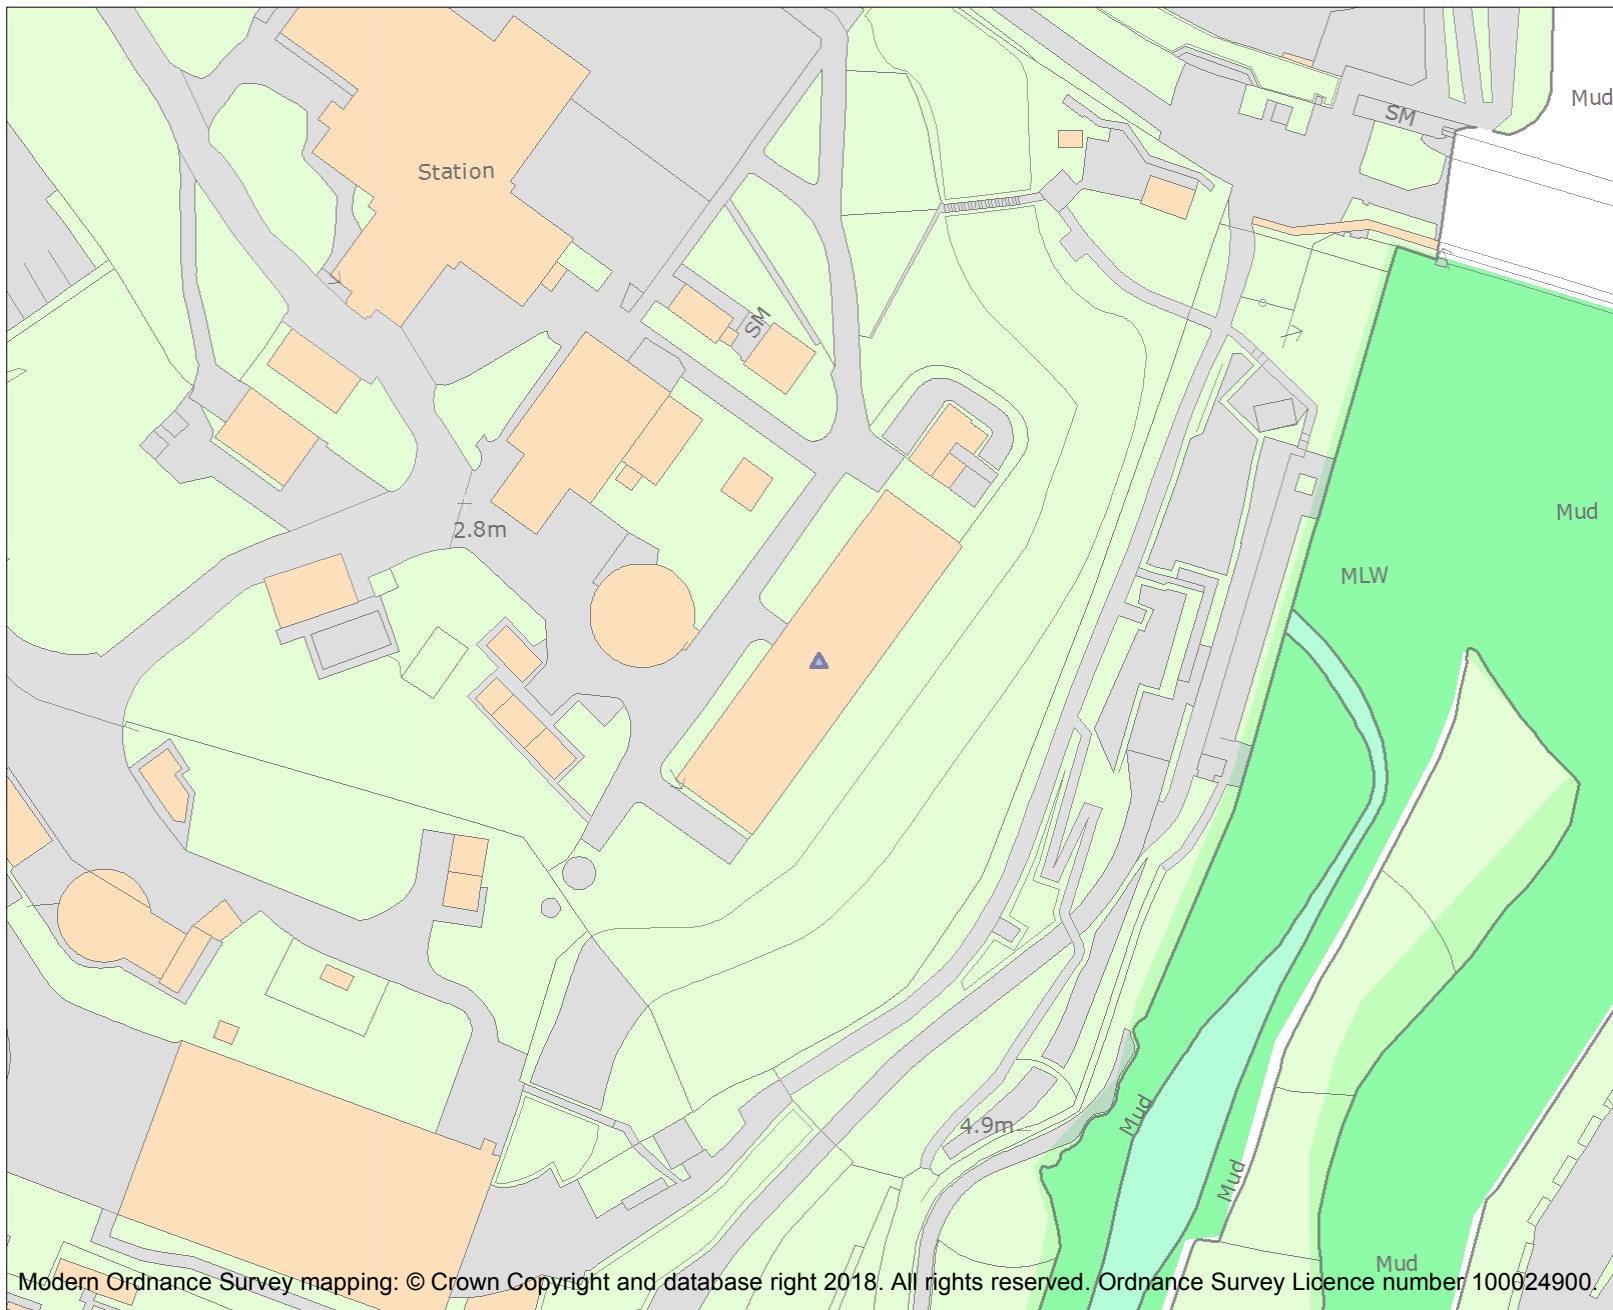 Mud
SM
Station
SM
Mud
2.8m
MLW
Mud
4.9m
Mud
Mud
Modern Ordnance Survey mapping: © Crown Copyright and database right 2018. All rights reserved. Ordnance Survey Licence number 100024900.